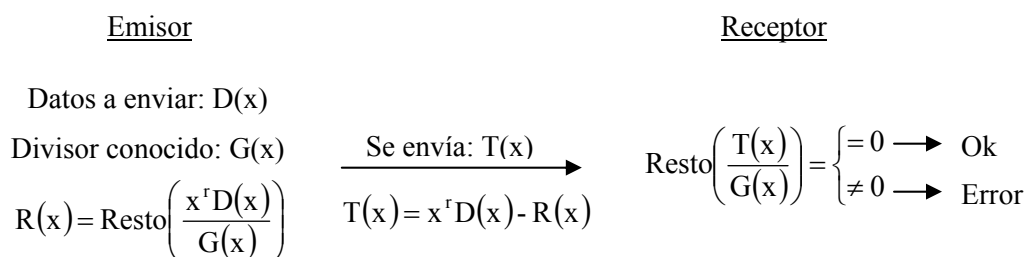 Emisor
Receptor
Datos a enviar: D(x)
Divisor conocido: G(x)
R(x) = Resto(x^r D(x) / G(x))
Se envía: T(x)
T(x) = x^r D(x) - R(x)
Resto(T(x) / G(x)) = { = 0 → Ok
≠ 0 → Error